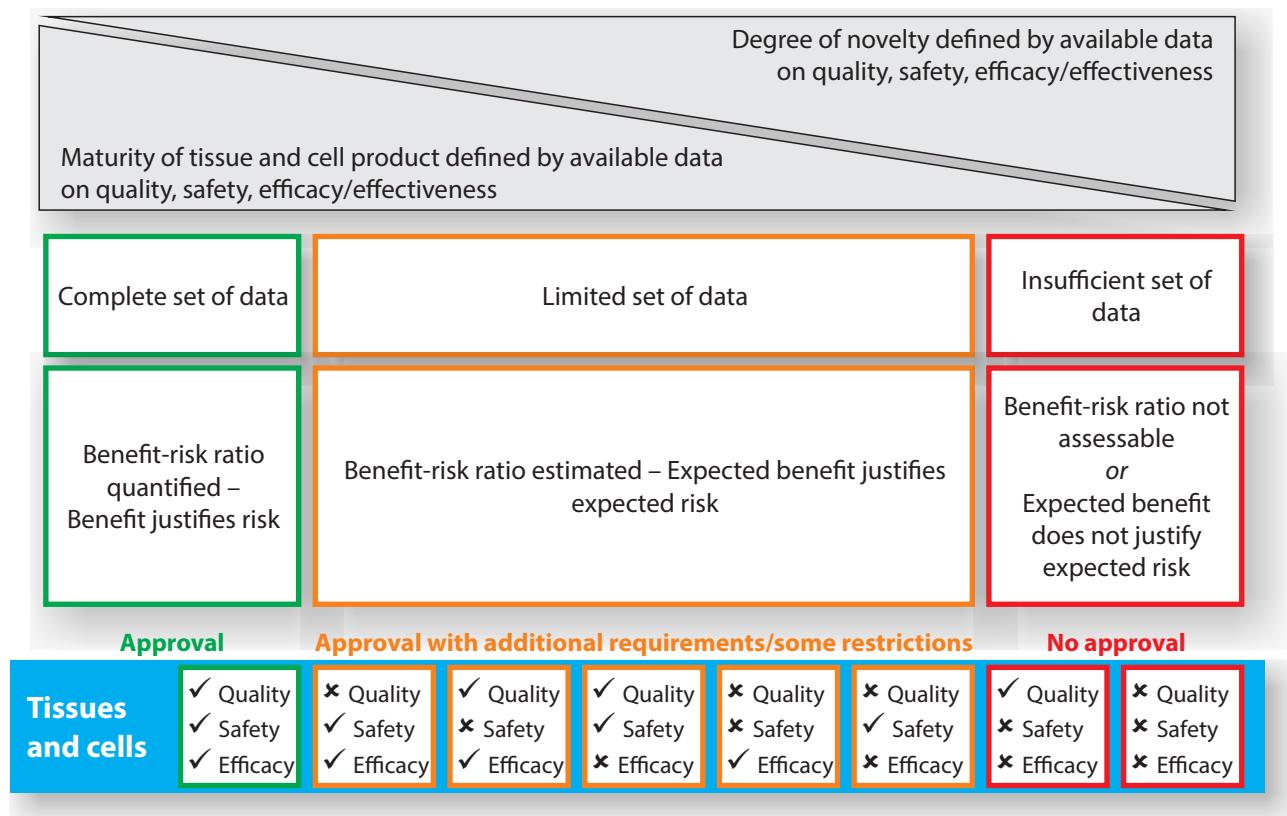 Degree of novelty defined by available data
on quality, safety, efficacy/effectiveness
Maturity of tissue and cell product defined by available data
on quality, safety, efficacy/effectiveness
Complete set of data
Limited set of data
Insufficient set of
data
Benefit-risk ratio
quantified –
Benefit justifies risk
Benefit-risk ratio estimated – Expected benefit justifies
expected risk
Benefit-risk ratio not
assessable
or
Expected benefit
does not justify
expected risk
Approval
Approval with additional requirements/some restrictions
No approval
Tissues
and cells
✓ Quality
✓ Safety
✓ Efficacy
✘ Quality
✓ Safety
✓ Efficacy
✓ Quality
✘ Safety
✓ Efficacy
✓ Quality
✓ Safety
✘ Efficacy
✘ Quality
✘ Safety
✓ Efficacy
✘ Quality
✓ Safety
✘ Efficacy
✓ Quality
✘ Safety
✘ Efficacy
✘ Quality
✘ Safety
✘ Efficacy